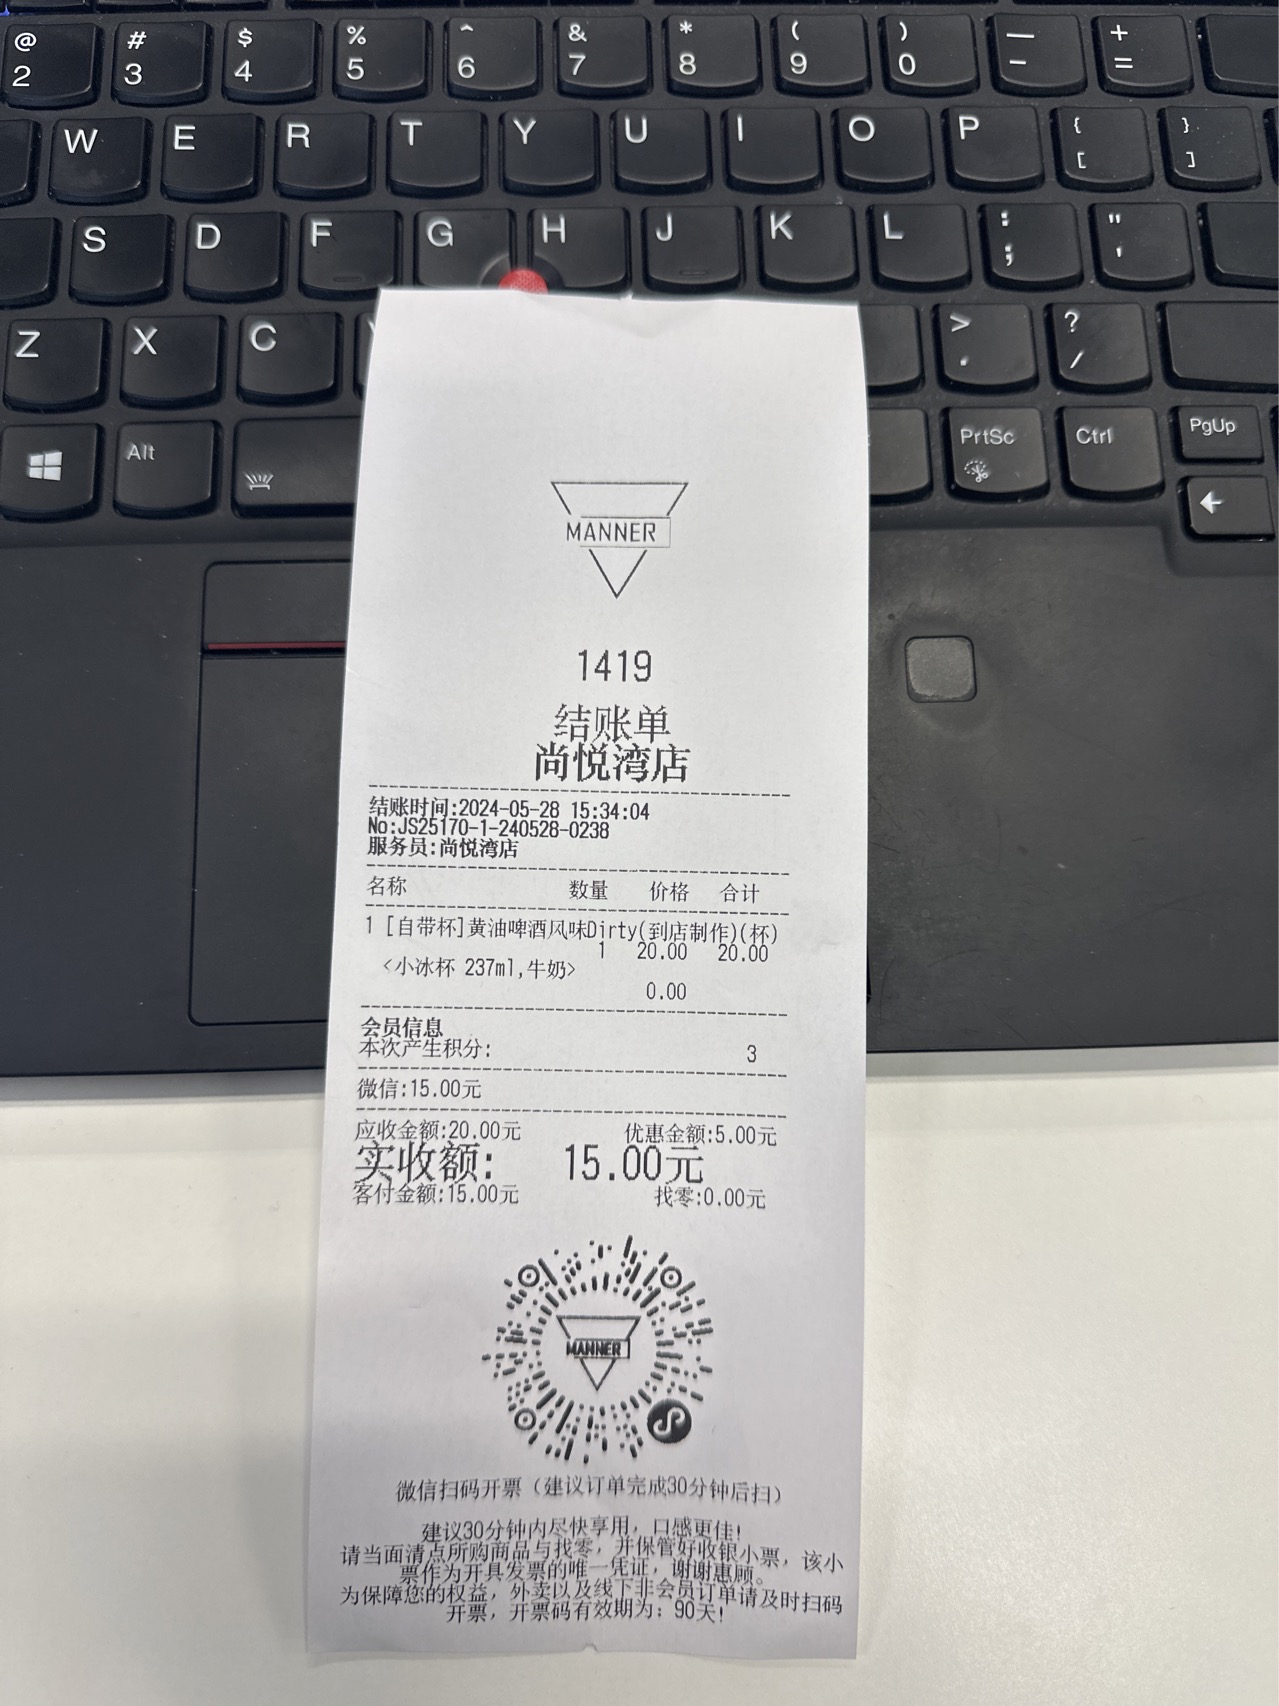 @ # $ % ^ & * ( ) — +
2 3 4 5 6 7 8 9 0 - =
W E R T Y U I O P { }
[ ]
S D F G H J K L : "
; '
Z X C > ?
. /
Alt PrtSc Ctrl PgUp
MANNER
1419
结账单
尚悦湾店
结账时间:2024-05-28 15:34:04
No:JS25170-1-240528-0238
服务员:尚悦湾店
名称 数量 价格 合计
1 [自带杯]黄油啤酒风味Dirty(到店制作)(杯)
1 20.00 20.00
<小冰杯 237ml,牛奶>
0.00
会员信息
本次产生积分: 3
微信:15.00元
应收金额:20.00元 优惠金额:5.00元
实收额: 15.00元
客付金额:15.00元 找零:0.00元
MANNER
微信扫码开票（建议订单完成30分钟后扫）
建议30分钟内尽快享用，口感更佳!
请当面清点所购商品与找零，并保管好收银小票，该小
票作为开具发票的唯一凭证，谢谢惠顾。
为保障您的权益，外卖以及线下非会员订单请及时扫码
开票，开票码有效期为：90天!